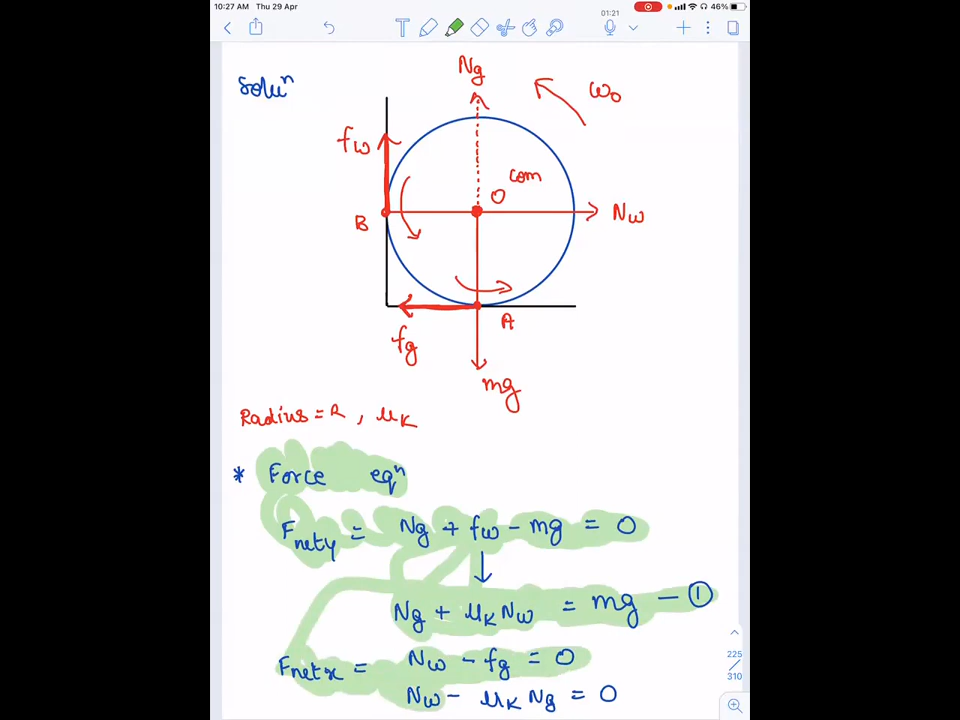 10:27 AM Thu 29 Apr
46%
01:21
T
Soluⁿ
Ng
ω₀
fω
com
O
Nω
B
A
fg
mg
Radius = R , μK
* Force eqⁿ
Fnety = Ng + fω - mg = 0
Ng + μK Nω = mg - ①
Fnetx = Nω - fg = 0
Nω - μK Ng = 0
225
310